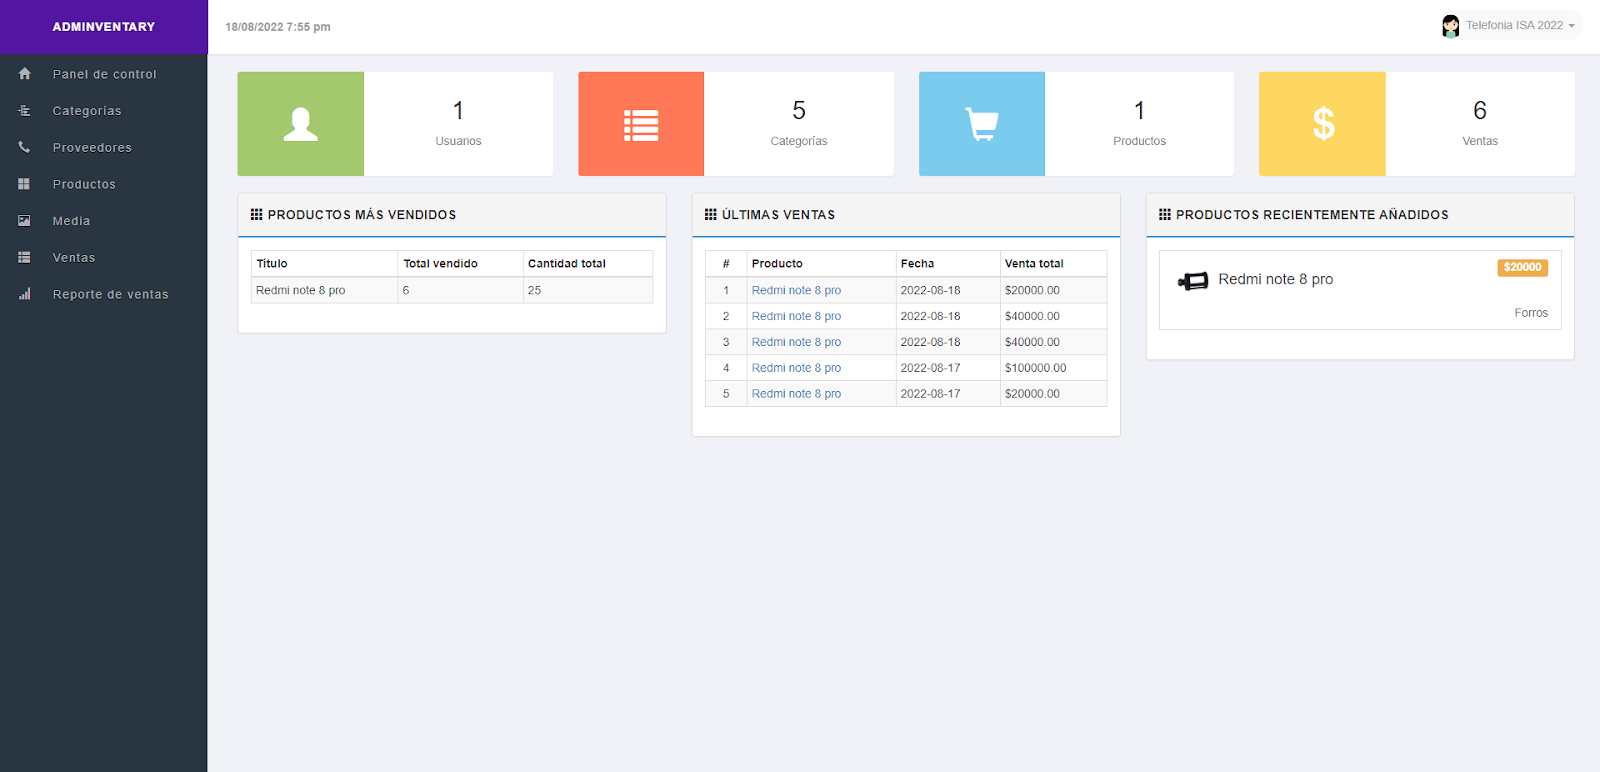 ADMINVENTARY
18/08/2022 7:55 pm
Telefonia ISA 2022
Panel de control
Categorías
Proveedores
Productos
Media
Ventas
Reporte de ventas
1
Usuarios
5
Categorías
1
Productos
$
6
Ventas
PRODUCTOS MÁS VENDIDOS
Título Total vendido Cantidad total
Redmi note 8 pro 6 25
ÚLTIMAS VENTAS
# Producto Fecha Venta total
1 Redmi note 8 pro 2022-08-18 $20000.00
2 Redmi note 8 pro 2022-08-18 $40000.00
3 Redmi note 8 pro 2022-08-18 $40000.00
4 Redmi note 8 pro 2022-08-17 $100000.00
5 Redmi note 8 pro 2022-08-17 $20000.00
PRODUCTOS RECIENTEMENTE AÑADIDOS
$20000
Redmi note 8 pro
Forros